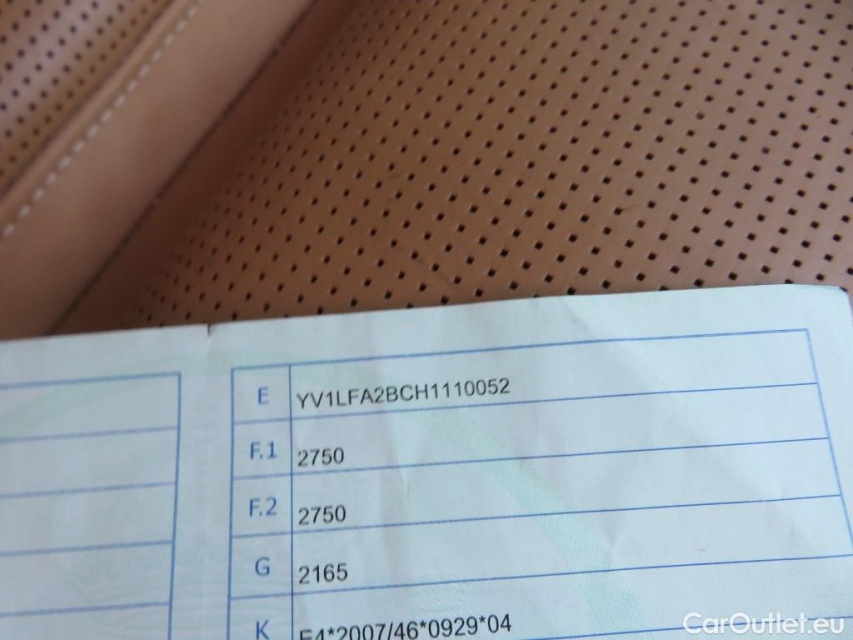 E YV1LFA2BCH1110052
F.1 2750
F.2 2750
G 2165
K E4*2007/46*0929*04
CarOutlet.eu